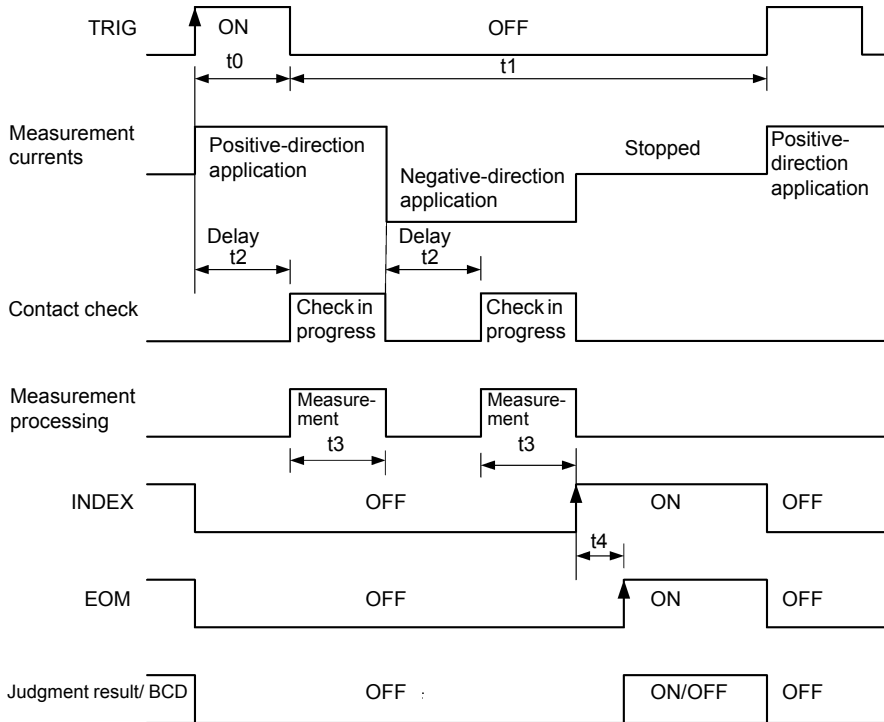 TRIG
ON
OFF
t0
t1
Measurement
currents
Positive-direction
application
Negative-direction
application
Stopped
Positive-
direction
application
Delay
t2
Delay
t2
Contact check
Check in
progress
Check in
progress
Measurement
processing
Measure-
ment
t3
Measure-
ment
t3
INDEX
OFF
ON
OFF
t4
EOM
OFF
ON
OFF
Judgment result/ BCD
OFF :
ON/OFF
OFF